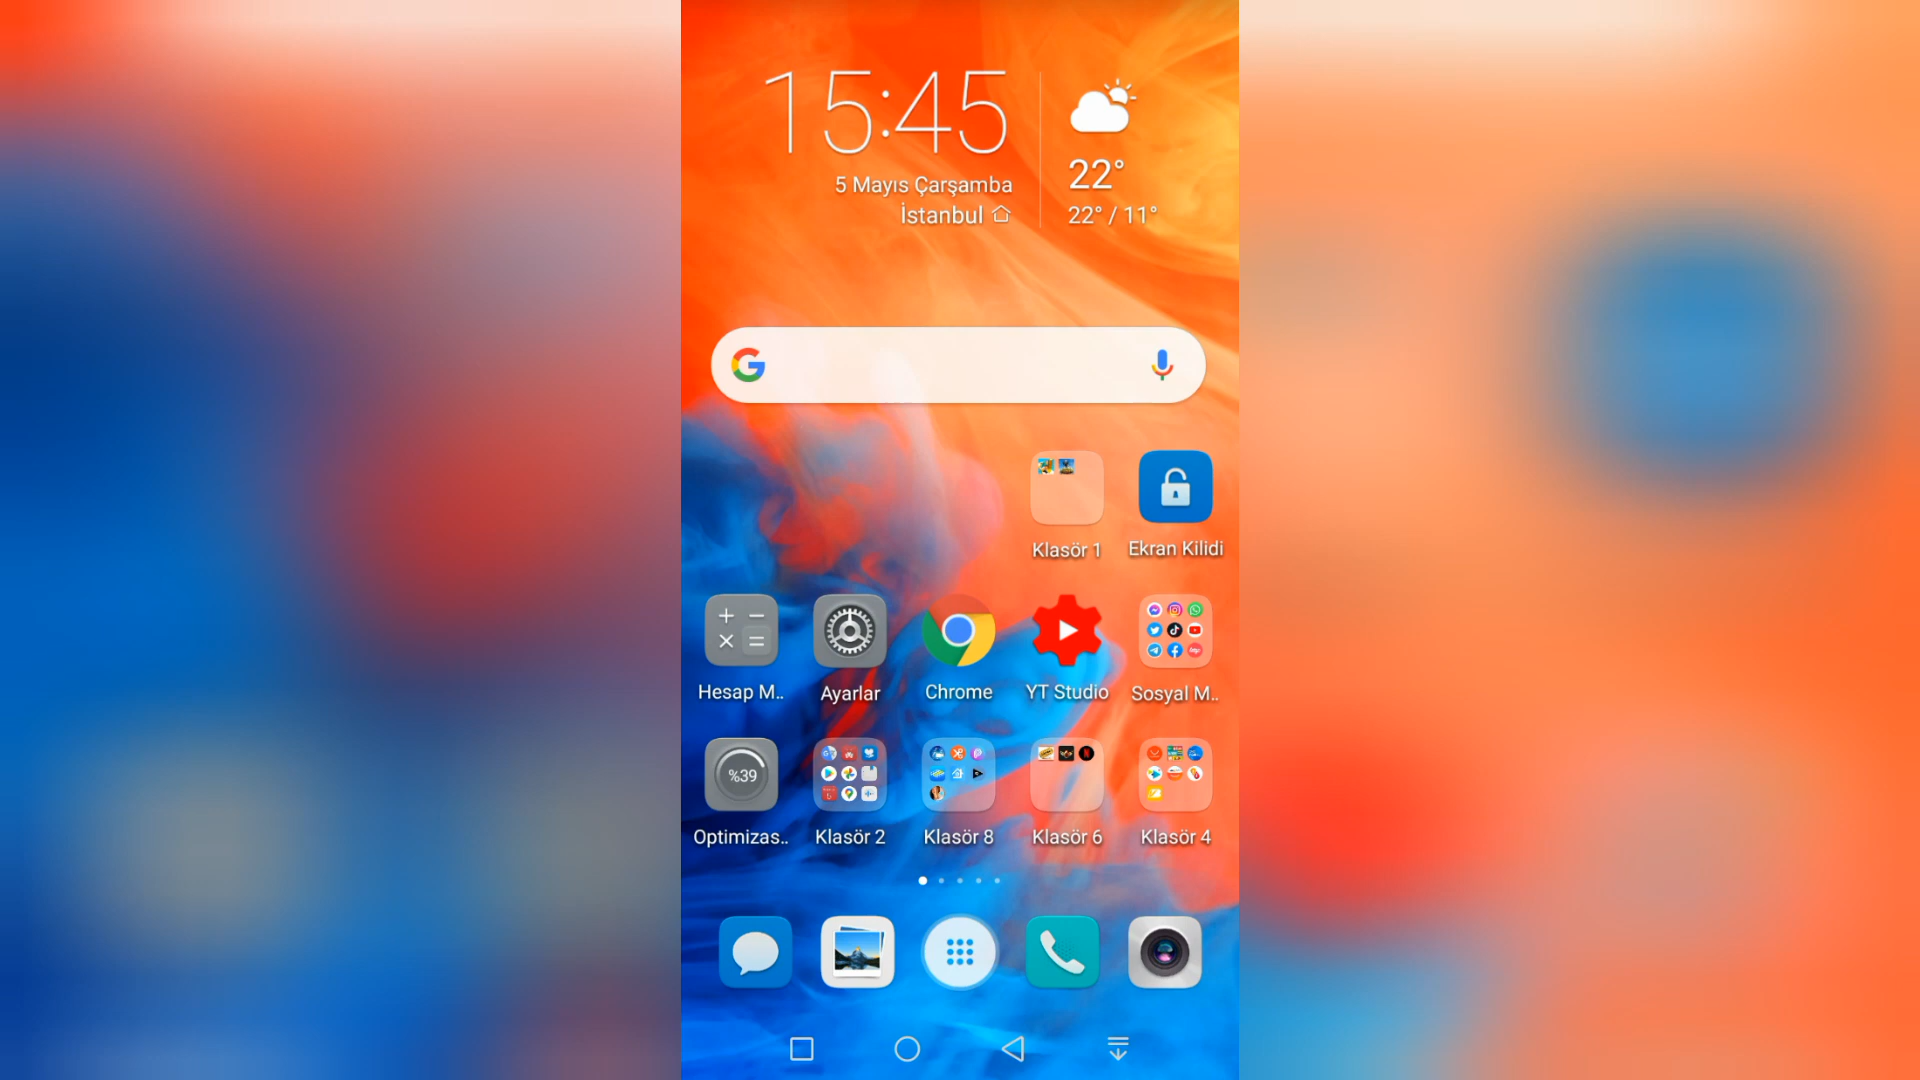 15:45
5 Mayıs Çarşamba
İstanbul
22°
22° / 11°
Klasör 1
Ekran Kilidi
Hesap M..
Ayarlar
Chrome
YT Studio
Sosyal M..
%39
Optimizas..
Klasör 2
Klasör 8
Klasör 6
Klasör 4